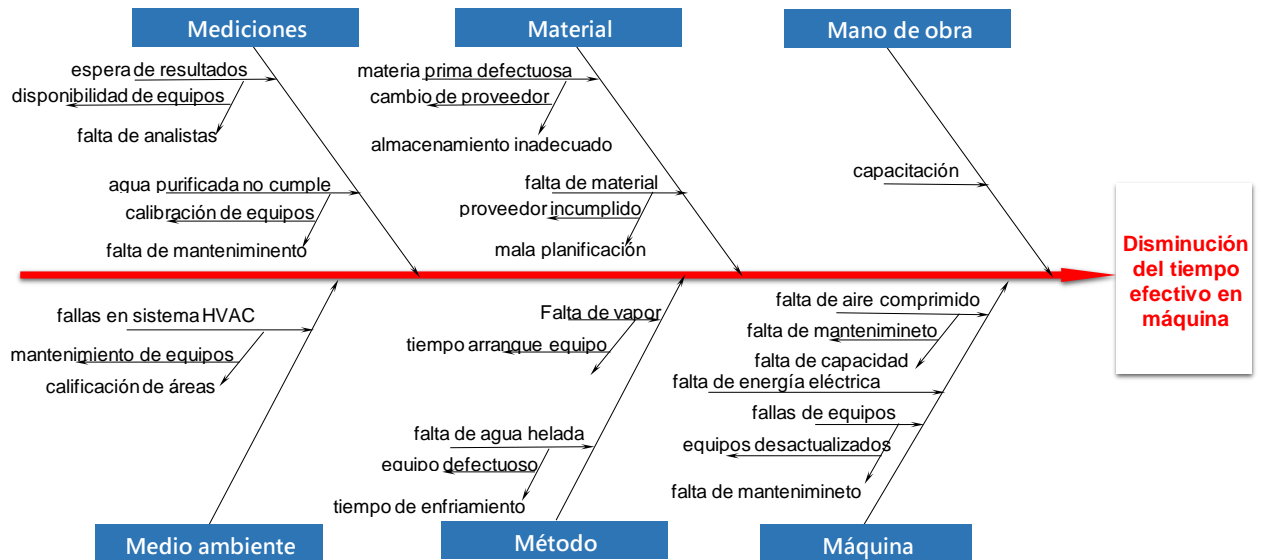 Mediciones
Material
Mano de obra
espera de resultados
disponibilidad de equipos
falta de analistas
agua purificada no cumple
calibración de equipos
falta de manteniminento
materia prima defectuosa
cambio de proveedor
almacenamiento inadecuado
falta de material
proveedor incumplido
mala planificación
capacitación
Disminución
del tiempo
efectivo en
máquina
fallas en sistema HVAC
mantenimiento de equipos
calificación de áreas
Falta de vapor
tiempo arranque equipo
falta de agua helada
equipo defectuoso
tiempo de enfriamiento
falta de aire comprimido
falta de mantenimineto
falta de capacidad
falta de energía eléctrica
fallas de equipos
equipos desactualizados
falta de mantenimineto
Medio ambiente
Método
Máquina